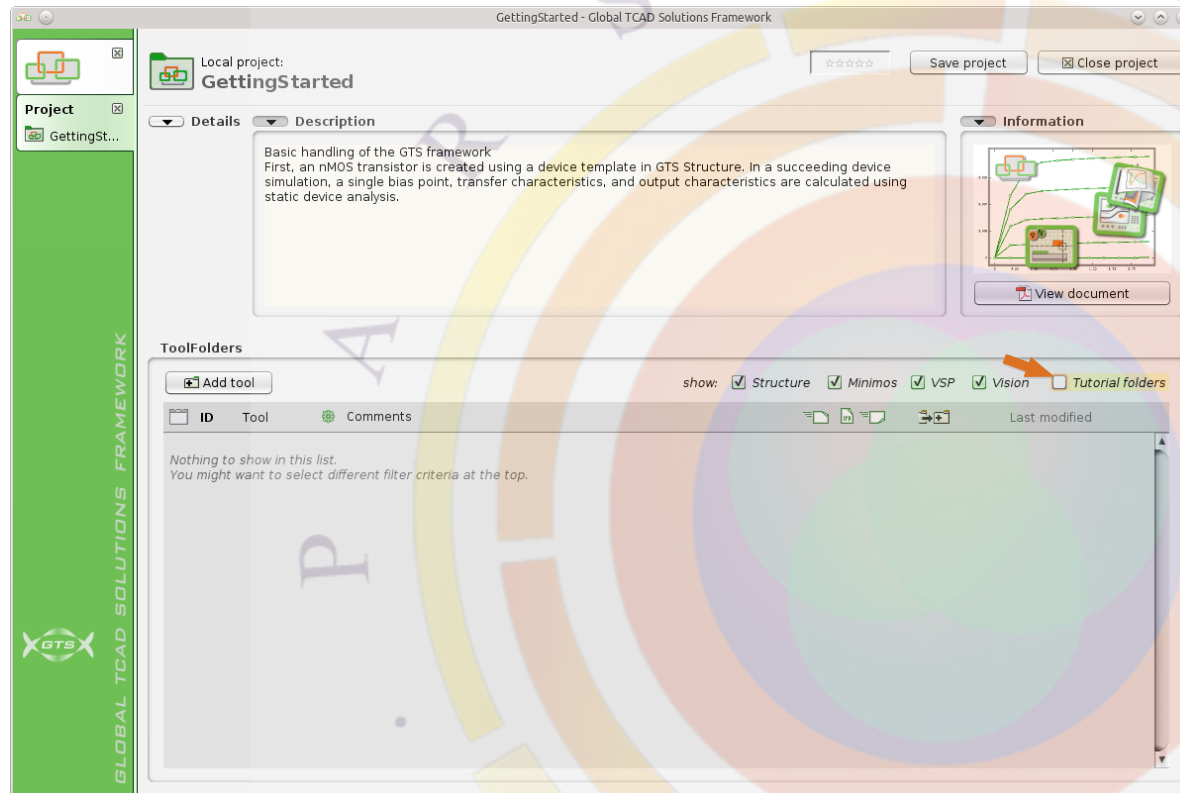 GettingStarted - Global TCAD Solutions Framework
Local project:
GettingStarted
Save project
Close project
Project
GettingSt...
Details
Description
Information
Basic handling of the GTS framework
First, an nMOS transistor is created using a device template in GTS Structure. In a succeeding device
simulation, a single bias point, transfer characteristics, and output characteristics are calculated using
static device analysis.
View document
ToolFolders
Add tool
show: Structure Minimos VSP Vision Tutorial folders
ID Tool Comments Last modified
Nothing to show in this list.
You might want to select different filter criteria at the top.
GTS
GLOBAL TCAD SOLUTIONS FRAMEWORK
P A R S